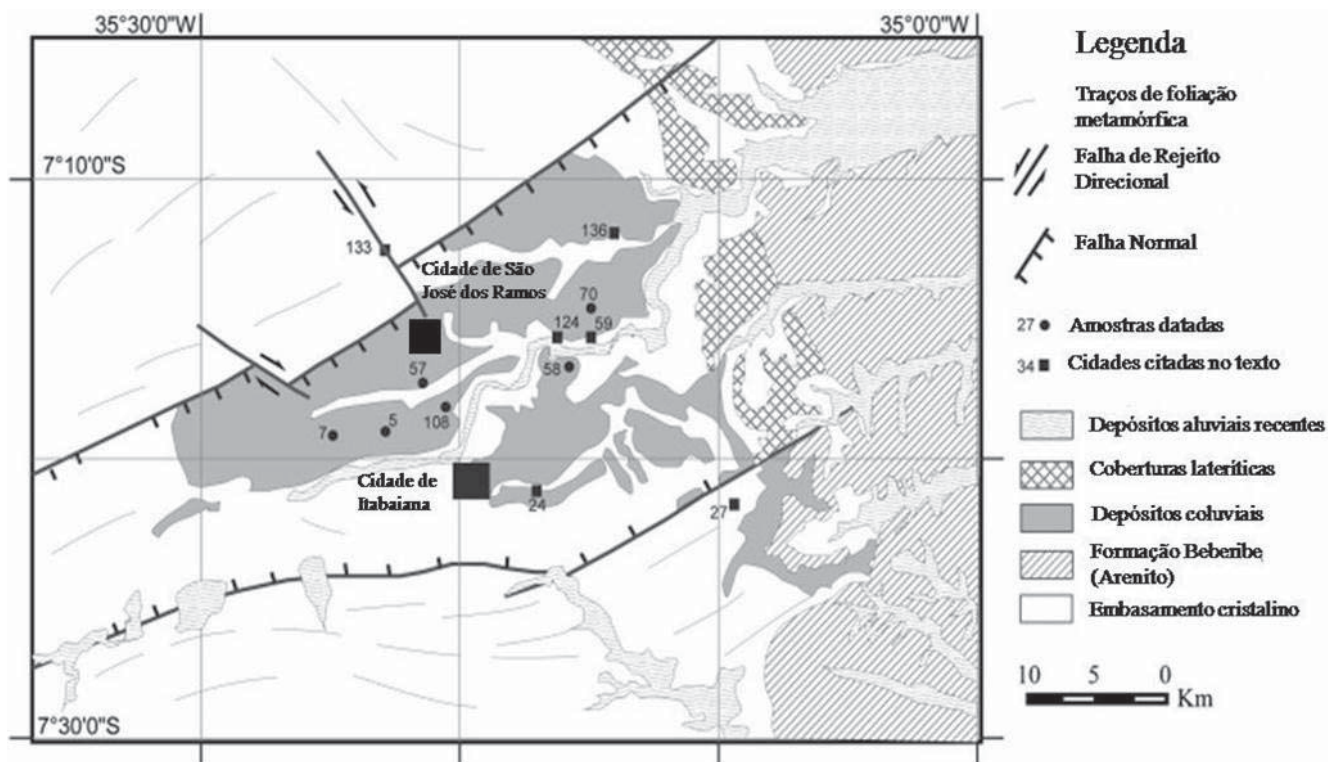 35°30'0"W
35°0'0"W
7°10'0"S
133
136
Cidade de São
José dos Ramos
70
124
59
57
58
108
5
7
Cidade de
Itabaiana
24
27
7°30'0"S
Legenda
Traços de foliação
metamórfica
Falha de Rejeito
Direcional
Falha Normal
27
Amostras datadas
34
Cidades citadas no texto
Depósitos aluviais recentes
Coberturas lateríticas
Depósitos coluviais
Formação Beberibe
(Arenito)
Embasamento cristalino
10 5 0
Km